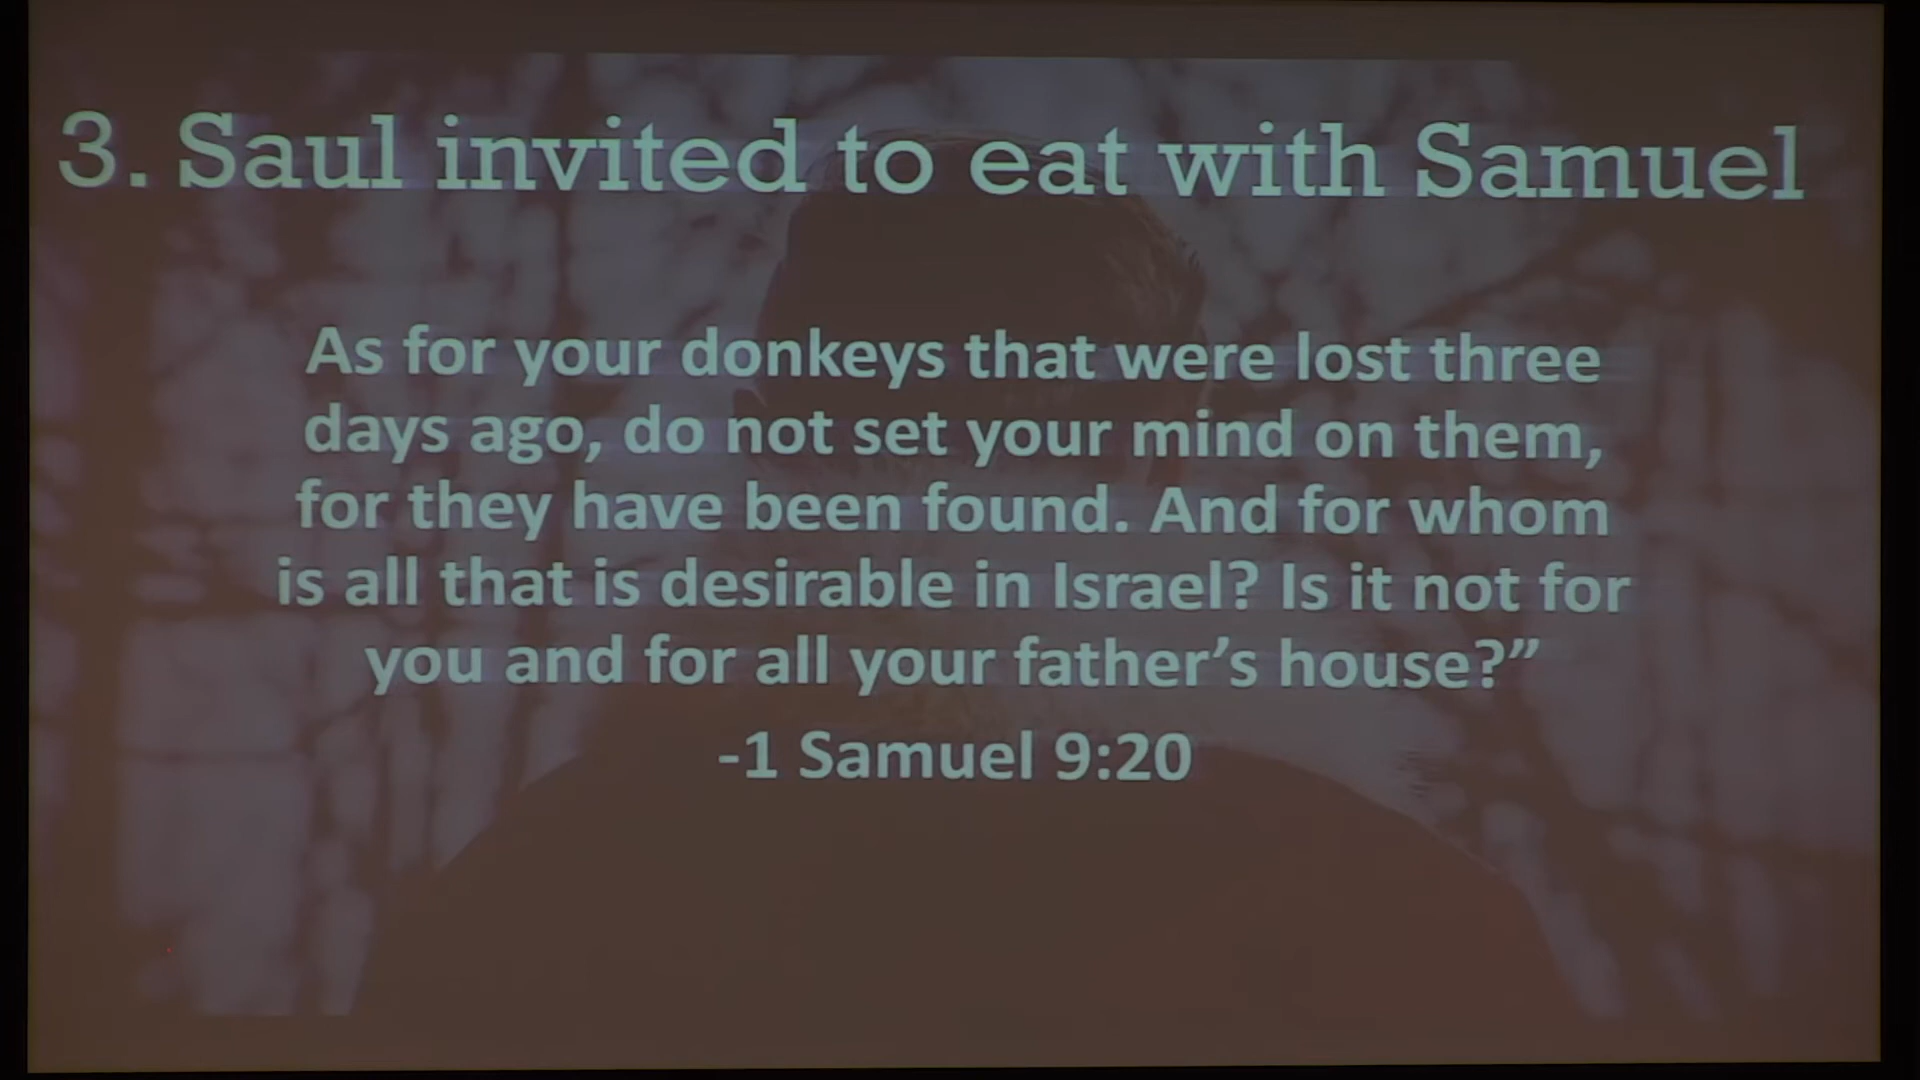 3. Saul invited to eat with Samuel
As for your donkeys that were lost three
days ago, do not set your mind on them,
for they have been found. And for whom
is all that is desirable in Israel? Is it not for
you and for all your father’s house?”
-1 Samuel 9:20